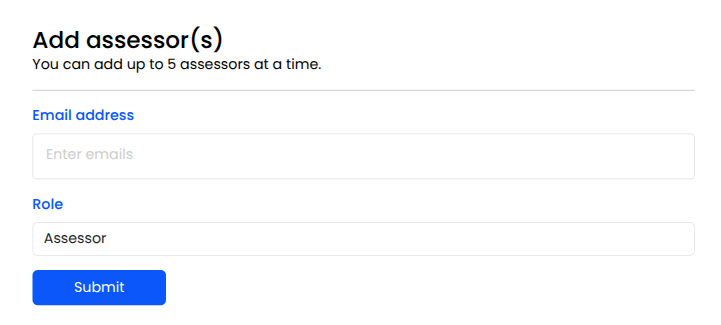 Add assessor(s)
You can add up to 5 assessors at a time.
Email address
Enter emails
Role
Assessor
Submit